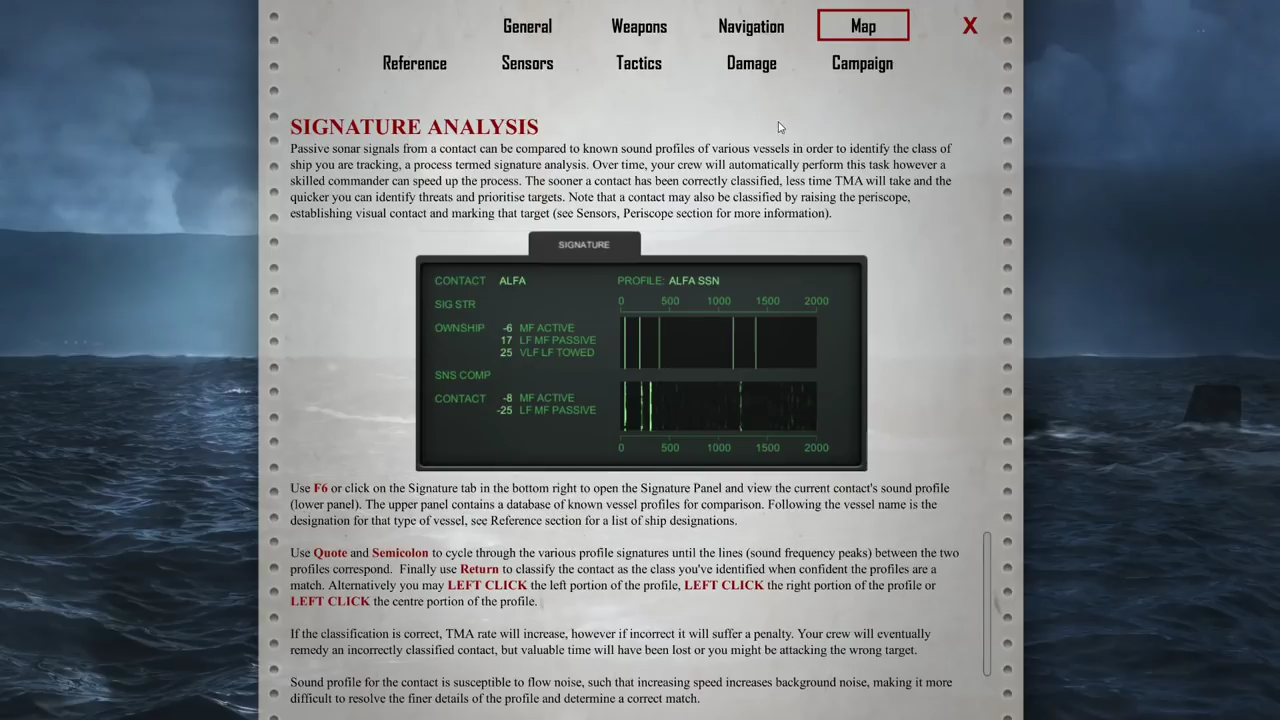 General Weapons Navigation Map X
Reference Sensors Tactics Damage Campaign
SIGNATURE ANALYSIS
Passive sonar signals from a contact can be compared to known sound profiles of various vessels in order to identify the class of
ship you are tracking, a process termed signature analysis. Over time, your crew will automatically perform this task however a
skilled commander can speed up the process. The sooner a contact has been correctly classified, less time TMA will take and the
quicker you can identify threats and prioritise targets. Note that a contact may also be classified by raising the periscope,
establishing visual contact and marking that target (see Sensors, Periscope section for more information).
SIGNATURE
CONTACT ALFA PROFILE: ALFA SSN
SIG STR 0 500 1000 1500 2000
OWNSHIP -6 MF ACTIVE
17 LF MF PASSIVE
25 VLF LF TOWED
SNS COMP
CONTACT -8 MF ACTIVE
-25 LF MF PASSIVE
0 500 1000 1500 2000
Use F6 or click on the Signature tab in the bottom right to open the Signature Panel and view the current contact's sound profile
(lower panel). The upper panel contains a database of known vessel profiles for comparison. Following the vessel name is the
designation for that type of vessel, see Reference section for a list of ship designations.
Use Quote and Semicolon to cycle through the various profile signatures until the lines (sound frequency peaks) between the two
profiles correspond. Finally use Return to classify the contact as the class you've identified when confident the profiles are a
match. Alternatively you may LEFT CLICK the left portion of the profile, LEFT CLICK the right portion of the profile or
LEFT CLICK the centre portion of the profile.
If the classification is correct, TMA rate will increase, however if incorrect it will suffer a penalty. Your crew will eventually
remedy an incorrectly classified contact, but valuable time will have been lost or you might be attacking the wrong target.
Sound profile for the contact is susceptible to flow noise, such that increasing speed increases background noise, making it more
difficult to resolve the finer details of the profile and determine a correct match.